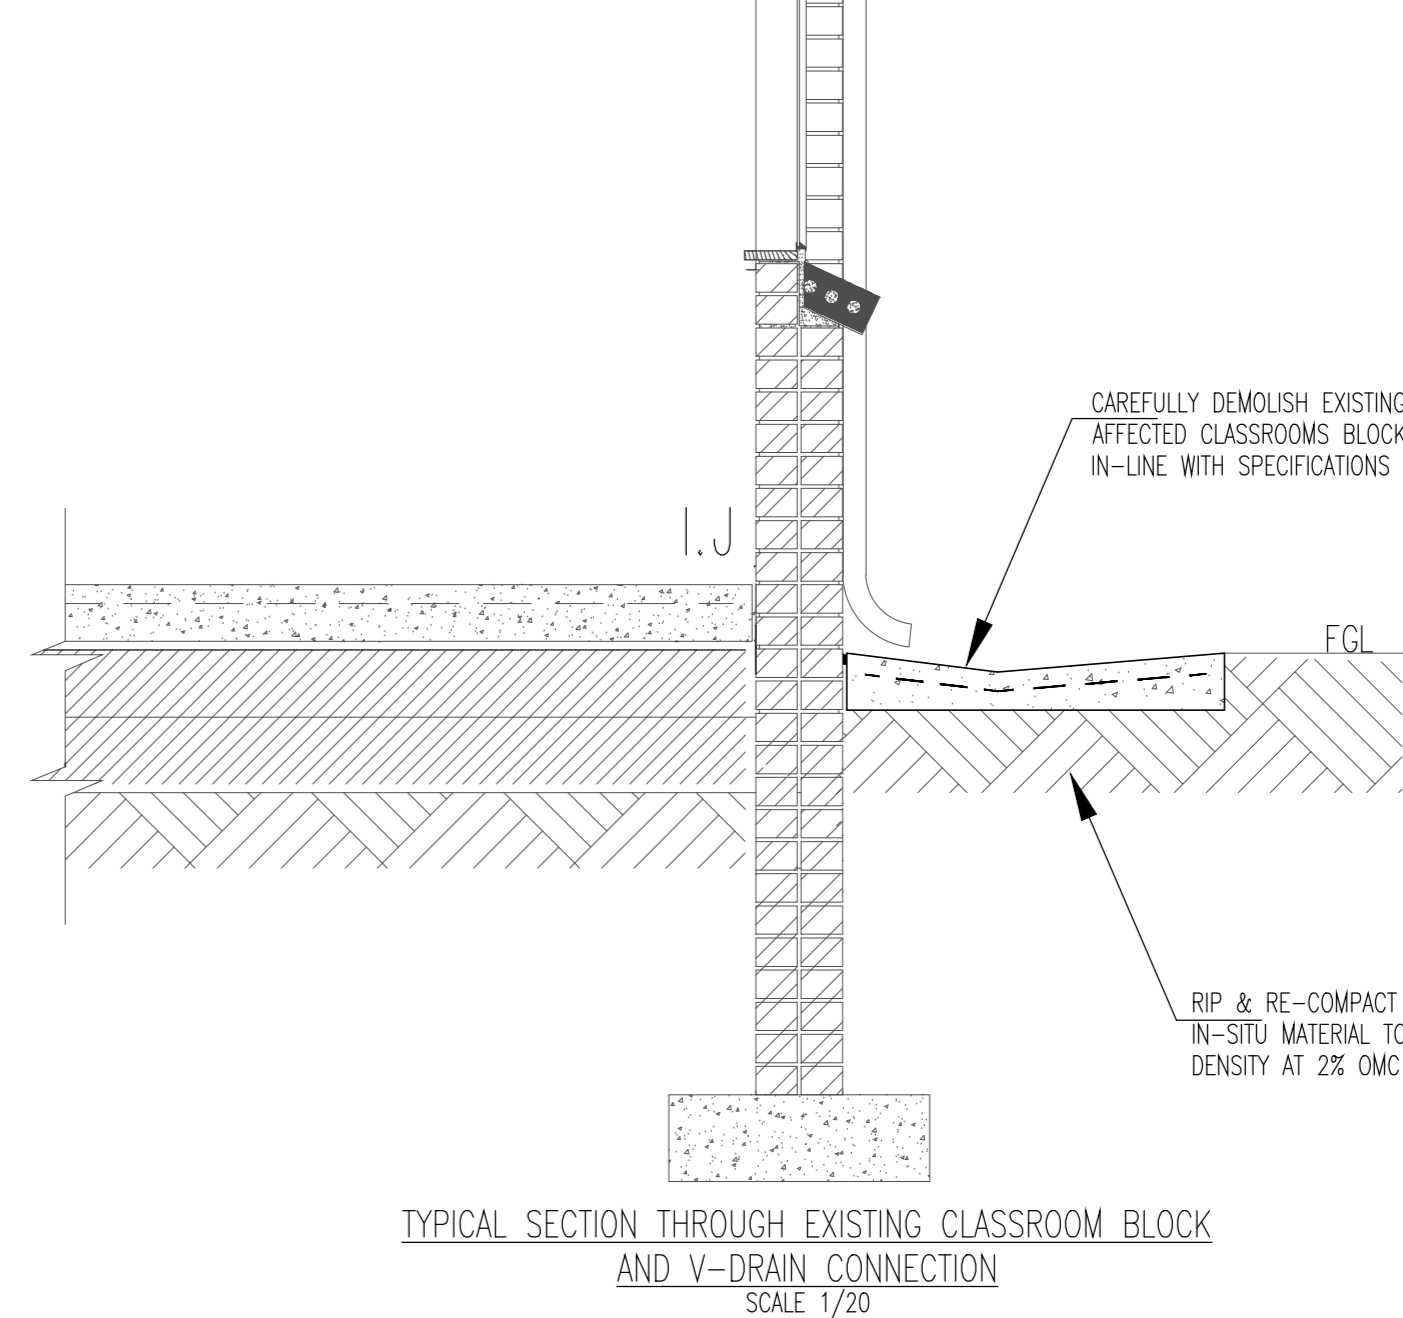 CAREFULLY DEMOLISH EXISTING
AFFECTED CLASSROOMS BLOCK
IN-LINE WITH SPECIFICATIONS
I.J
FGL
RIP & RE-COMPACT
IN-SITU MATERIAL TO
DENSITY AT 2% OMC
TYPICAL SECTION THROUGH EXISTING CLASSROOM BLOCK
AND V-DRAIN CONNECTION
SCALE 1/20